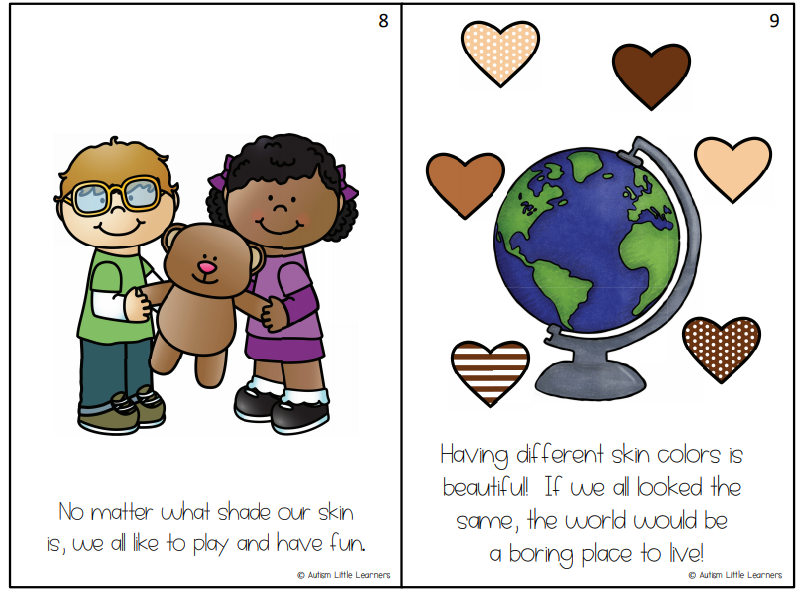 8
No matter what shade our skin
is, we all like to play and have fun.
© Autism Little Learners
9
Having different skin colors is
beautiful! If we all looked the
same, the world would be
a boring place to live!
© Autism Little Learners